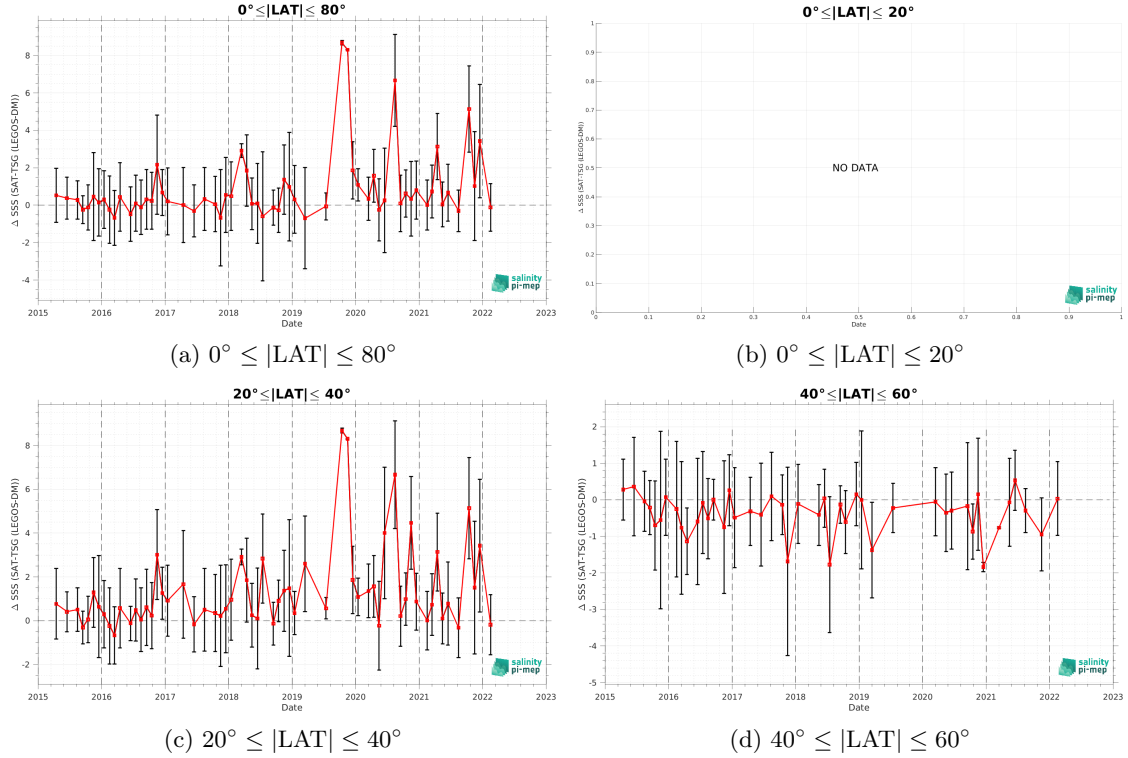 0°≤|LAT|≤ 80°
Δ SSS (SAT-TSG (LEGOS-DM))
8
6
4
2
0
-2
-4
2015 2016 2017 2018 2019 2020 2021 2022 2023
Date
salinity
pi-mep
(a) 0° ≤ |LAT| ≤ 80°
0°≤|LAT|≤ 20°
Δ SSS (SAT-TSG (LEGOS-DM))
1
0.9
0.8
0.7
0.6
0.5
0.4
0.3
0.2
0.1
0
NO DATA
0 0.1 0.2 0.3 0.4 0.5 0.6 0.7 0.8 0.9 1
Date
salinity
pi-mep
(b) 0° ≤ |LAT| ≤ 20°
20°≤|LAT|≤ 40°
Δ SSS (SAT-TSG (LEGOS-DM))
8
6
4
2
0
-2
2015 2016 2017 2018 2019 2020 2021 2022 2023
Date
salinity
pi-mep
(c) 20° ≤ |LAT| ≤ 40°
40°≤|LAT|≤ 60°
Δ SSS (SAT-TSG (LEGOS-DM))
2
1
0
-1
-2
-3
-4
-5
2016 2017 2018 2019 2020 2021 2022 2023
Date
salinity
pi-mep
(d) 40° ≤ |LAT| ≤ 60°